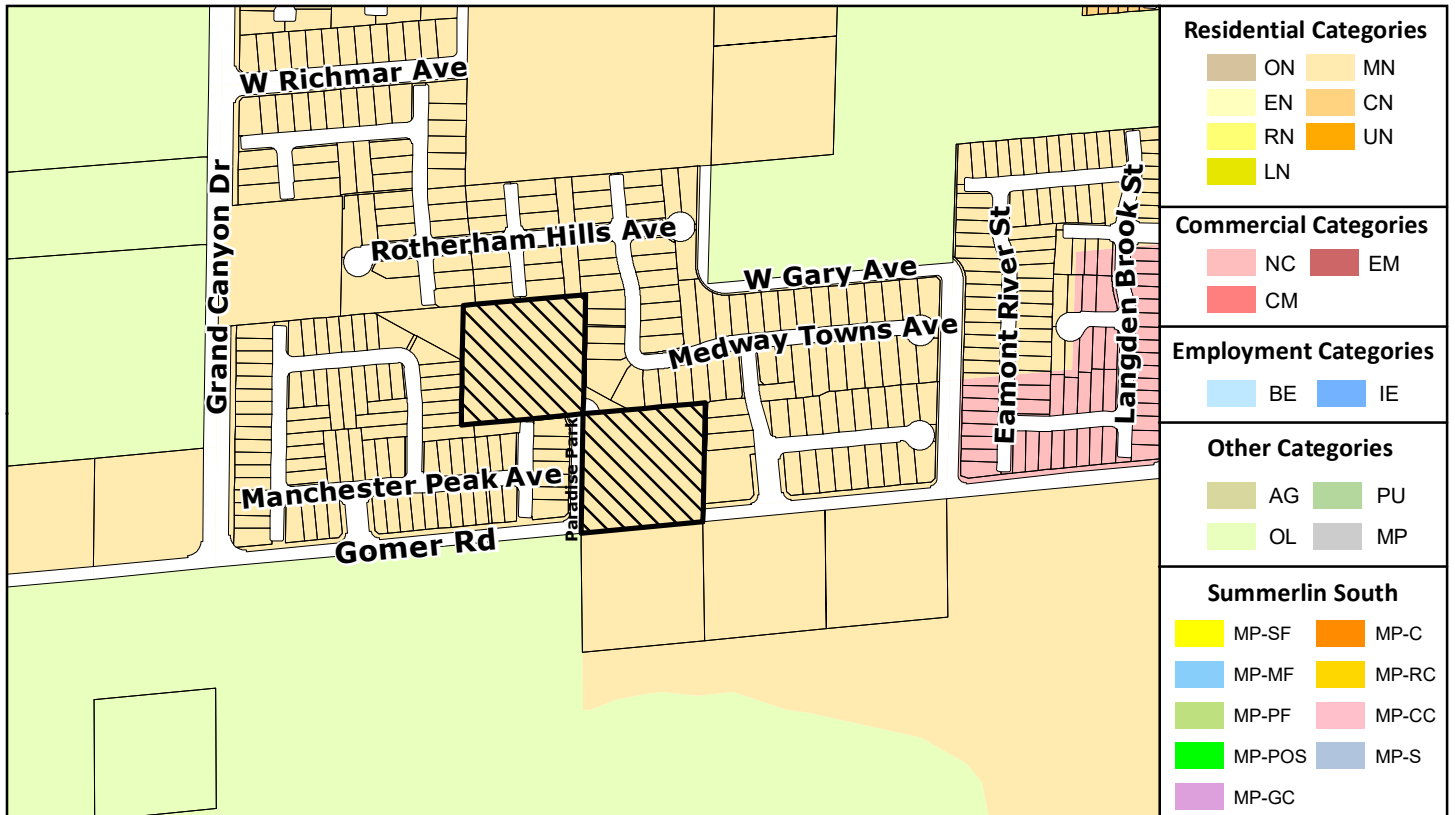 W Richmar Ave
Grand Canyon Dr
Rotherham Hills Ave
W Gary Ave
Medway Towns Ave
Eamont River St
Langden Brook St
Manchester Peak Ave
Paradise Park
Gomer Rd
Residential Categories
ON MN
EN CN
RN UN
LN
Commercial Categories
NC EM
CM
Employment Categories
BE IE
Other Categories
AG PU
OL MP
Summerlin South
MP-SF MP-C
MP-MF MP-RC
MP-PF MP-CC
MP-POS MP-S
MP-GC